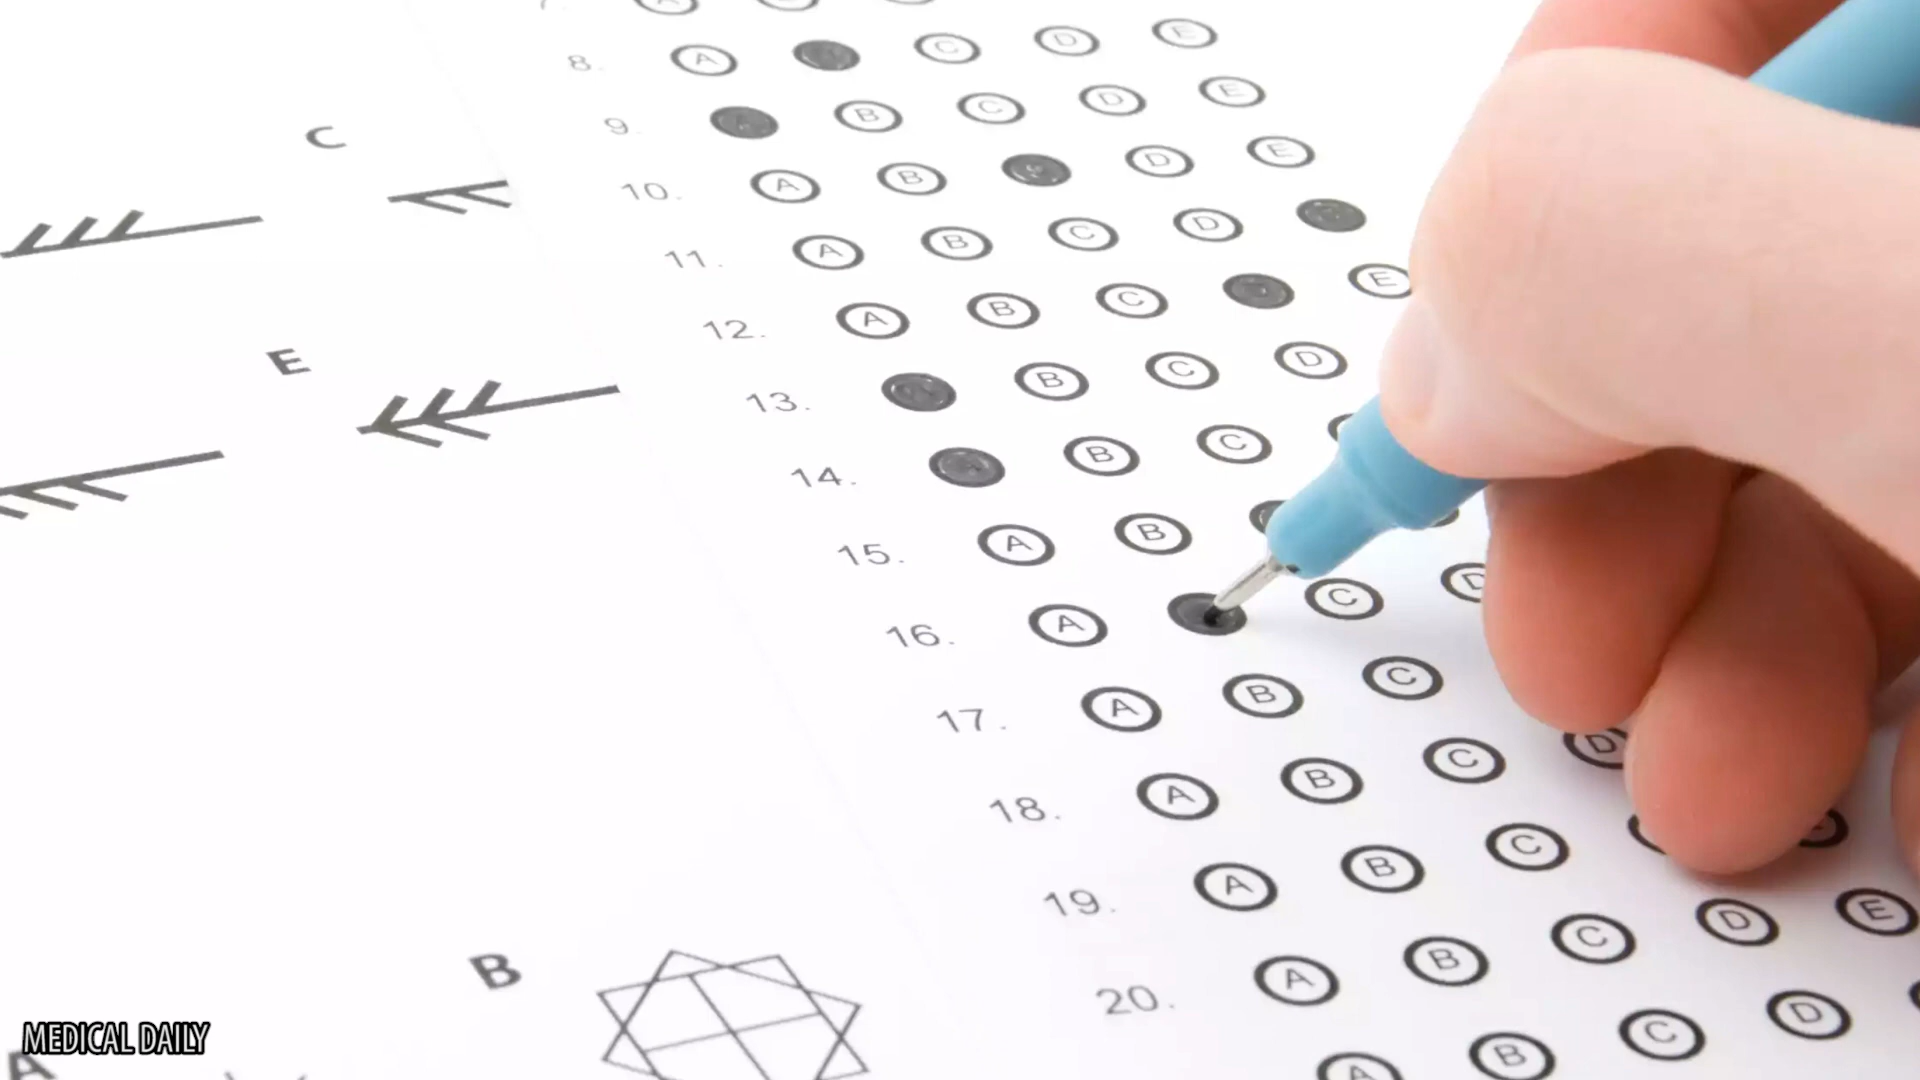 C
E
B
A
8. A C D E
9. B C D E
10. A B D E
11. A B C D
12. A B C E
13. B C D
14. B C
15. A B
16. A C D
17. A B C
18. A B C D
19. A B C
20. A B C D E
A B C D
MEDICAL DAILY